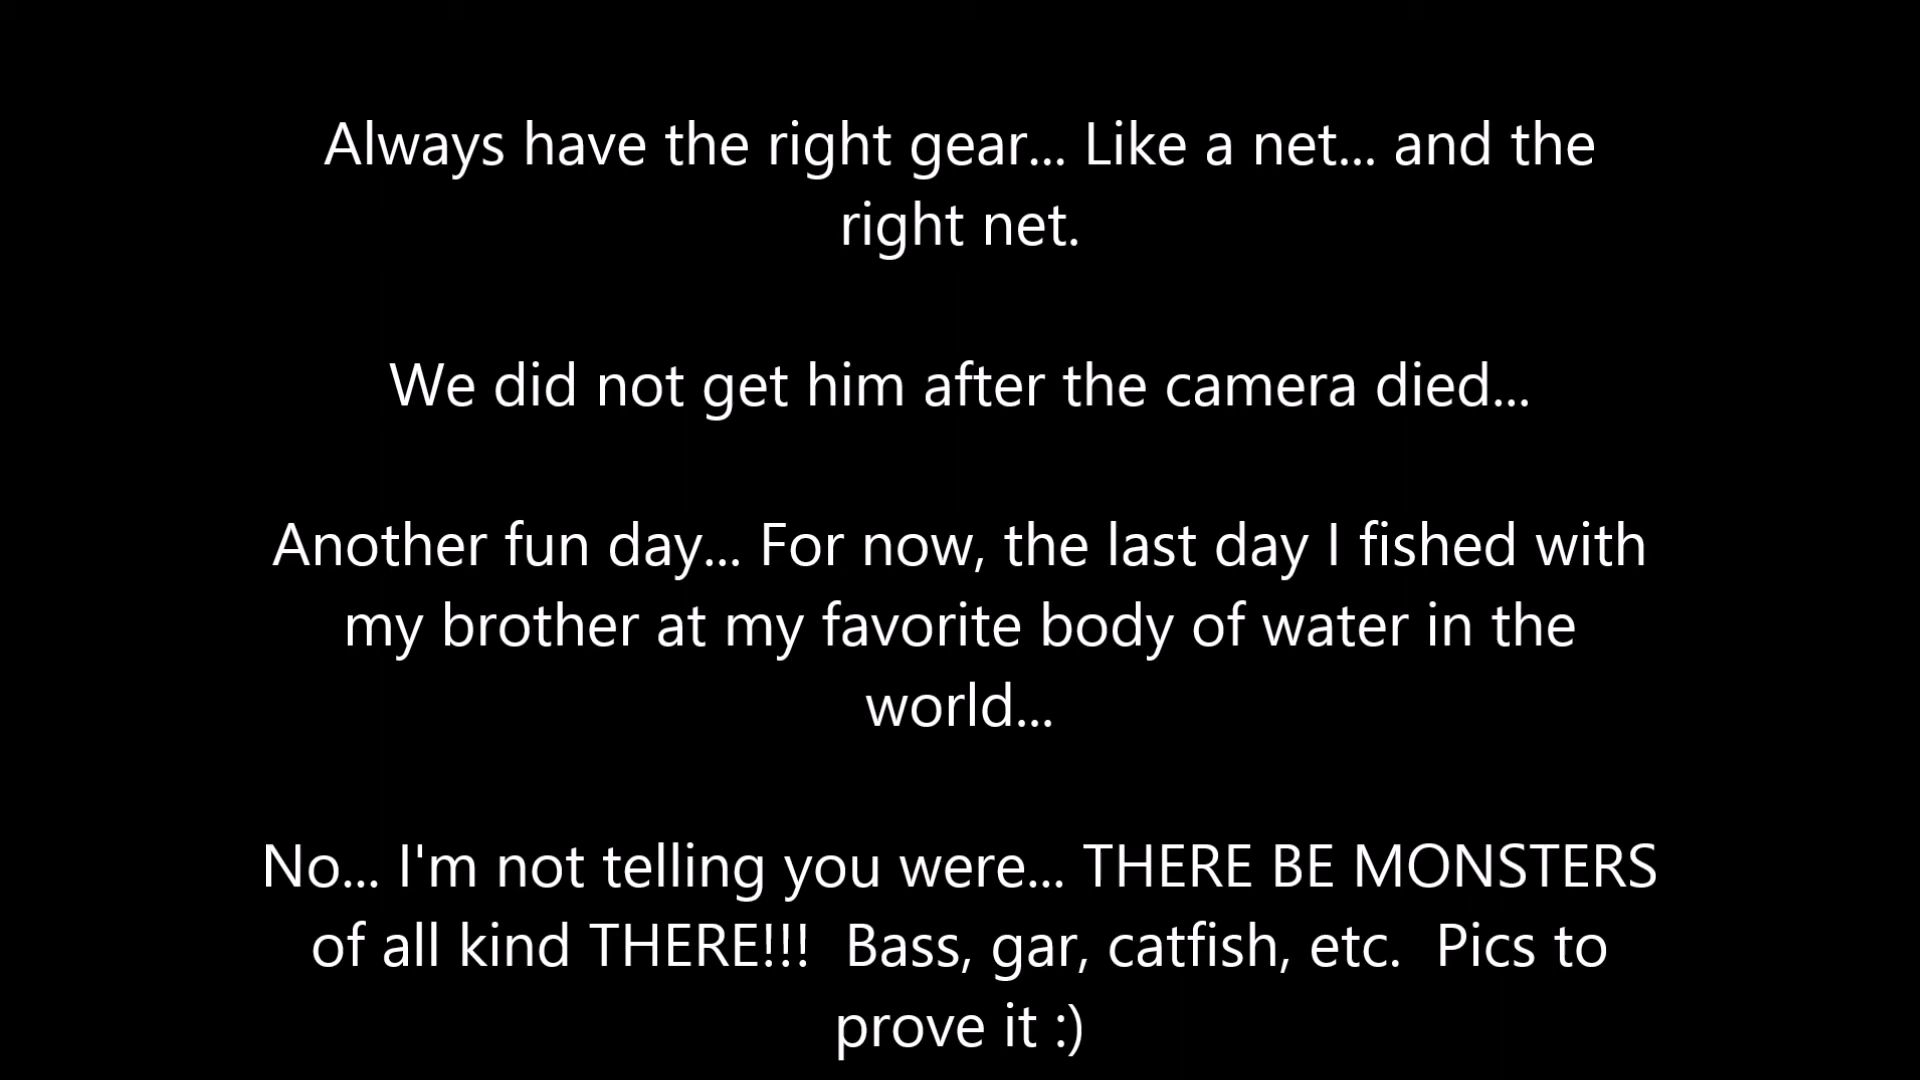 Always have the right gear... Like a net... and the
right net.
We did not get him after the camera died...
Another fun day... For now, the last day I fished with
my brother at my favorite body of water in the
world...
No... I'm not telling you were... THERE BE MONSTERS
of all kind THERE!!!  Bass, gar, catfish, etc.  Pics to
prove it :)